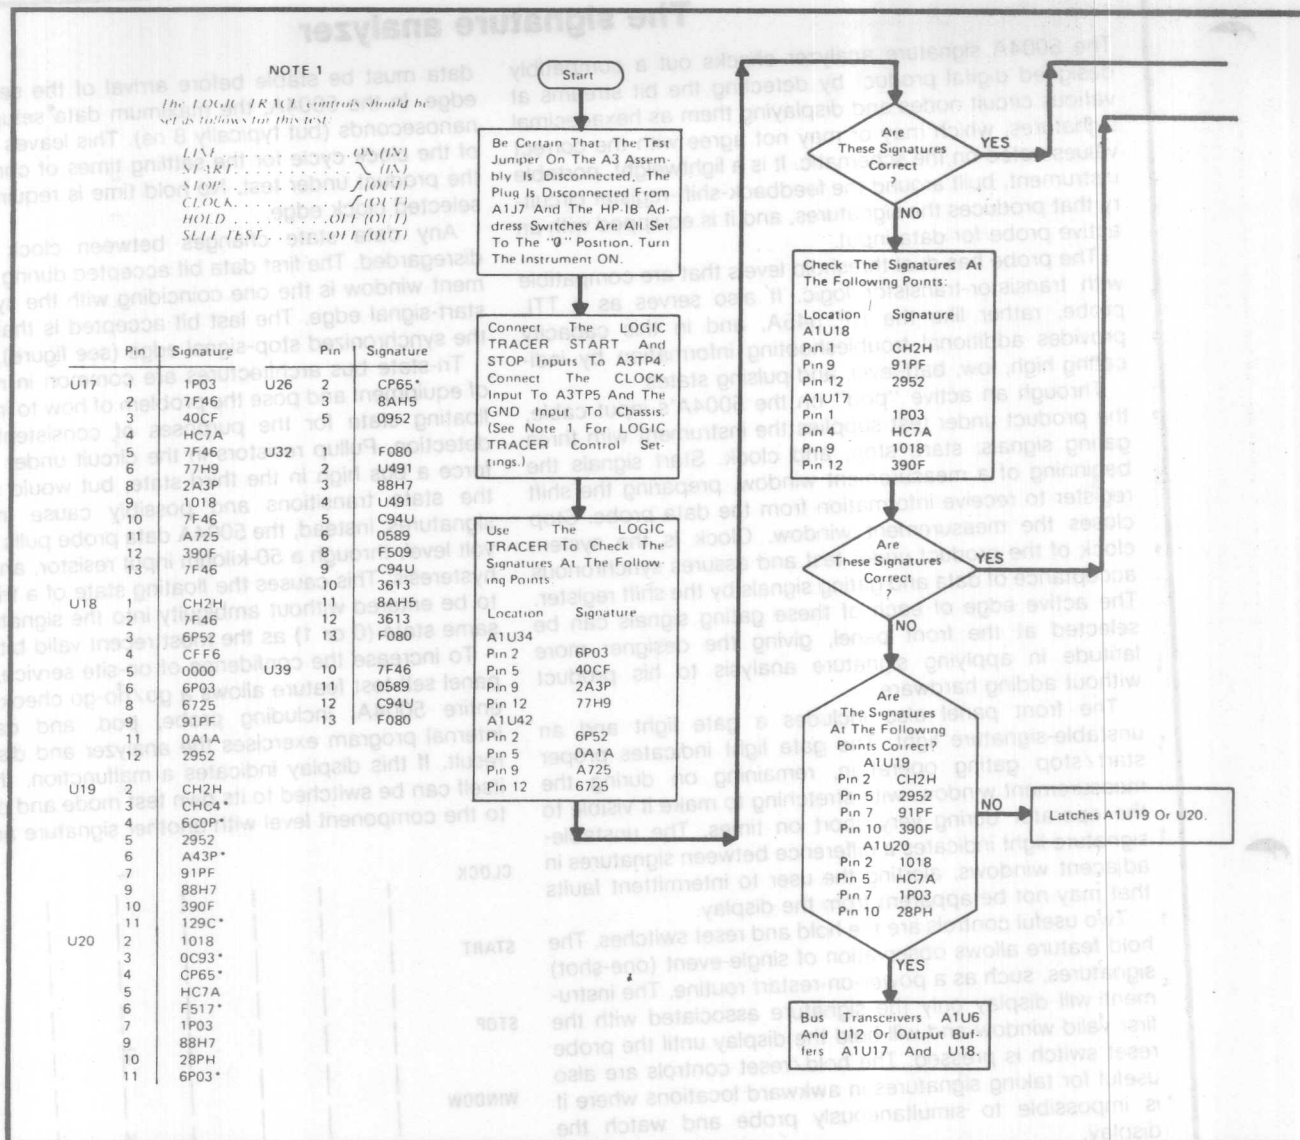 NOTE 1
The LOGIC TRACER controls should be
set as follows for this test:
LINE . . . . . . . . . . ON (IN)
START . . . . . . . . . (IN)
STOP . . . . . . . . . . (OUT)
CLOCK . . . . . . . . . (OUT)
HOLD . . . . . . . . OFF (OUT)
SELF TEST . . . . . OFF (OUT)
Pin Signature Pin Signature
U17 1 1P03 U26 2 CP65*
2 7F46 3 8AH5
3 40CF 5 0952
4 HC7A
5 7F46 U32 1 F080
6 77H9 2 U491
8 2A3P 3 88H7
9 1018 4 U491
10 7F46 5 C94U
11 A725 6 0589
12 390F 8 F509
13 7F46 9 C94U
10 3613
U18 1 CH2H 11 8AH5
2 7F46 12 3613
3 6P52 13 F080
4 CFF6
5 0000 U39 10 F509
6 6P03 11 0589
8 6725 12 C94U
9 91PF 13 F080
11 0A1A
12 2952
U19 2 CH2H
3 C6C4*
4 6C0P*
5 2952
6 A43P*
7 91PF
9 88H7
10 390F
11 129C*
U20 2 1018
3 0C93*
4 CP65*
5 HC7A
6 F517*
7 1P03
9 88H7
10 28PH
11 6P03*
Start
Be Certain That The Test
Jumper On The A3 Assem-
bly Is Disconnected. The
Plug Is Disconnected From
A1J7 And The HP-IB Ad-
dress Switches Are All Set
To The "0" Position. Turn
The Instrument ON.
Connect The LOGIC
TRACER START And
STOP Inputs To A3TP4.
Connect The CLOCK
Input To A3TP5 And The
GND Input To Chassis.
(See Note 1 For LOGIC
TRACER Control Set
tings.)
Use The LOGIC
TRACER To Check The
Signatures At The Follow
ing Points:
Location Signature
A1U34
Pin 2 6P03
Pin 5 40CF
Pin 9 2A3P
Pin 12 77H9
A1U42
Pin 2 6P52
Pin 5 0A1A
Pin 9 A725
Pin 12 6725
Are
These Signatures
Correct
?
YES
NO
Check The Signatures At
The Following Points:
Location Signature
A1U18
Pin 1 CH2H
Pin 9 91PF
Pin 12 2952
A1U17
Pin 1 1P03
Pin 4 HC7A
Pin 9 1018
Pin 12 390F
Are
These Signatures
Correct
?
YES
NO
Are
The Signatures
At The Following
Points Correct?
A1U19
Pin 2 CH2H
Pin 5 2952
Pin 7 91PF
Pin 10 390F
A1U20
Pin 2 1018
Pin 5 HC7A
Pin 7 1P03
Pin 10 28PH
NO
Latches A1U19 Or U20.
YES
Bus Transceivers A1U6
And U12 Or Output Buf-
fers A1U17 And U18.